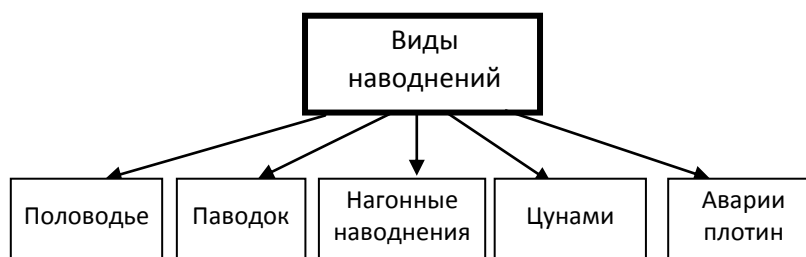 Виды
наводнений
Половодье
Паводок
Нагонные
наводнения
Цунами
Аварии
плотин